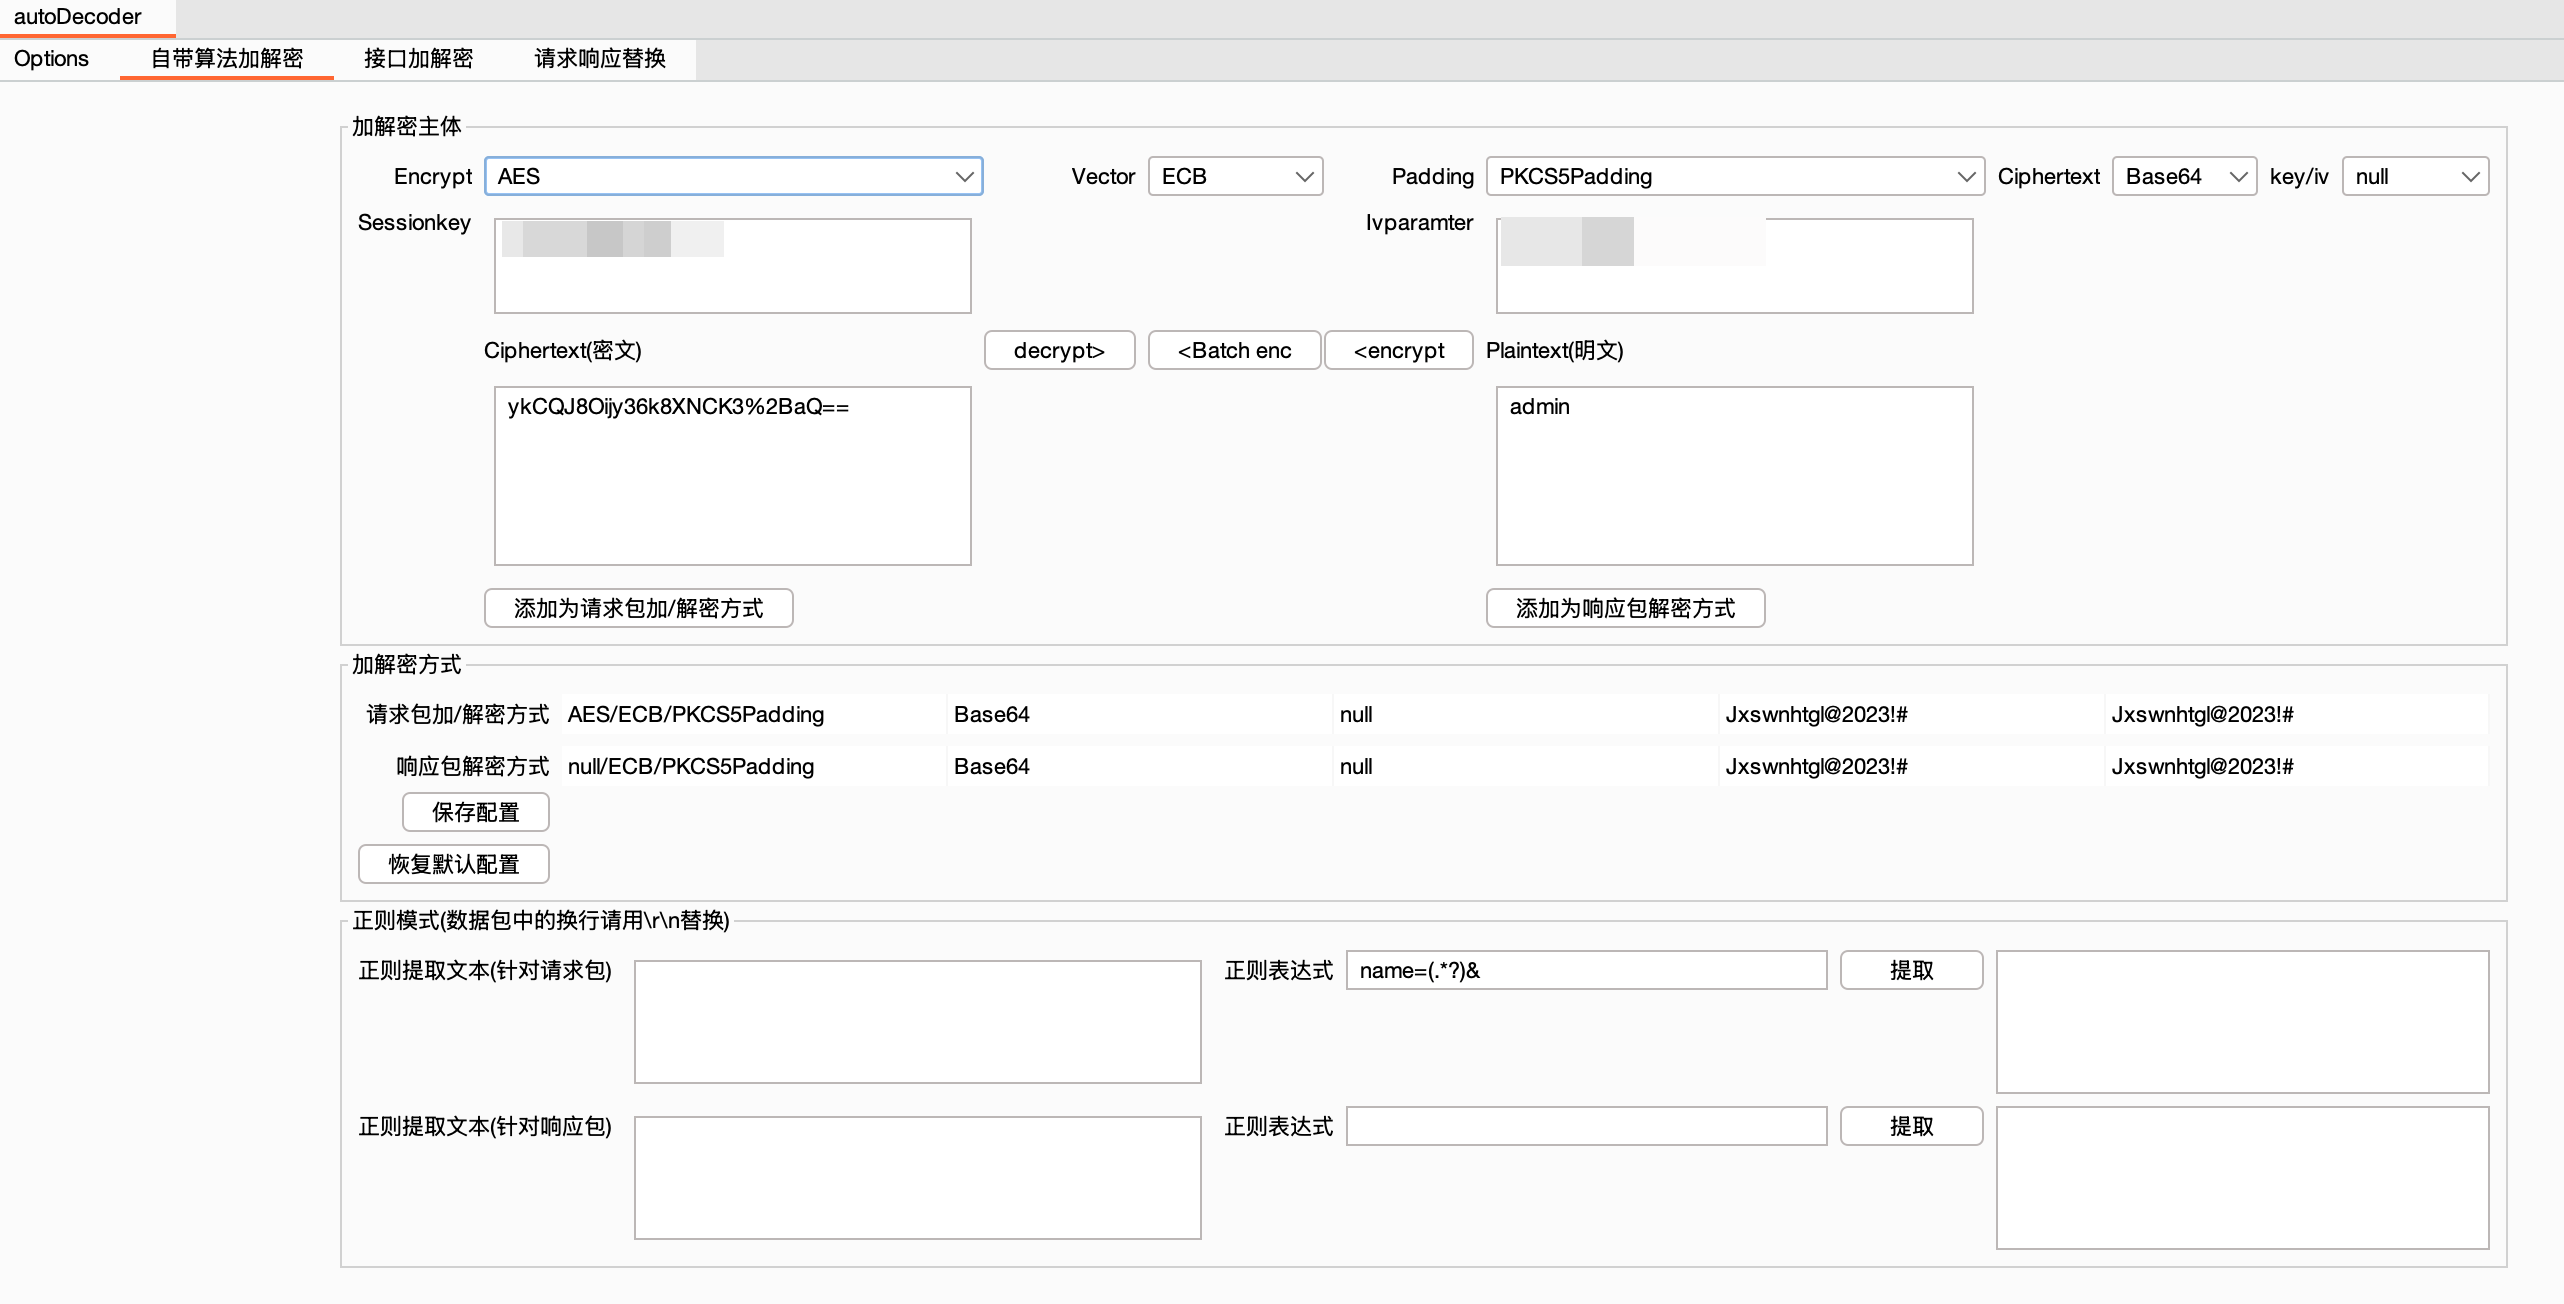 autoDecoder
Options 自带算法加解密 接口加解密 请求响应替换
加解密主体
Encrypt AES Vector ECB Padding PKCS5Padding Ciphertext Base64 key/iv null
Sessionkey Ivparamter
Ciphertext(密文) decrypt> <Batch enc <encrypt Plaintext(明文)
ykCQJ8Oijy36k8XNCK3%2BaQ== admin
添加为请求包加/解密方式 添加为响应包解密方式
加解密方式
请求包加/解密方式 AES/ECB/PKCS5Padding Base64 null Jxswnhtgl@2023!# Jxswnhtgl@2023!#
响应包解密方式 null/ECB/PKCS5Padding Base64 null Jxswnhtgl@2023!# Jxswnhtgl@2023!#
保存配置
恢复默认配置
正则模式(数据包中的换行请用\r\n替换)
正则提取文本(针对请求包) 正则表达式 name=(.*?)& 提取
正则提取文本(针对响应包) 正则表达式 提取